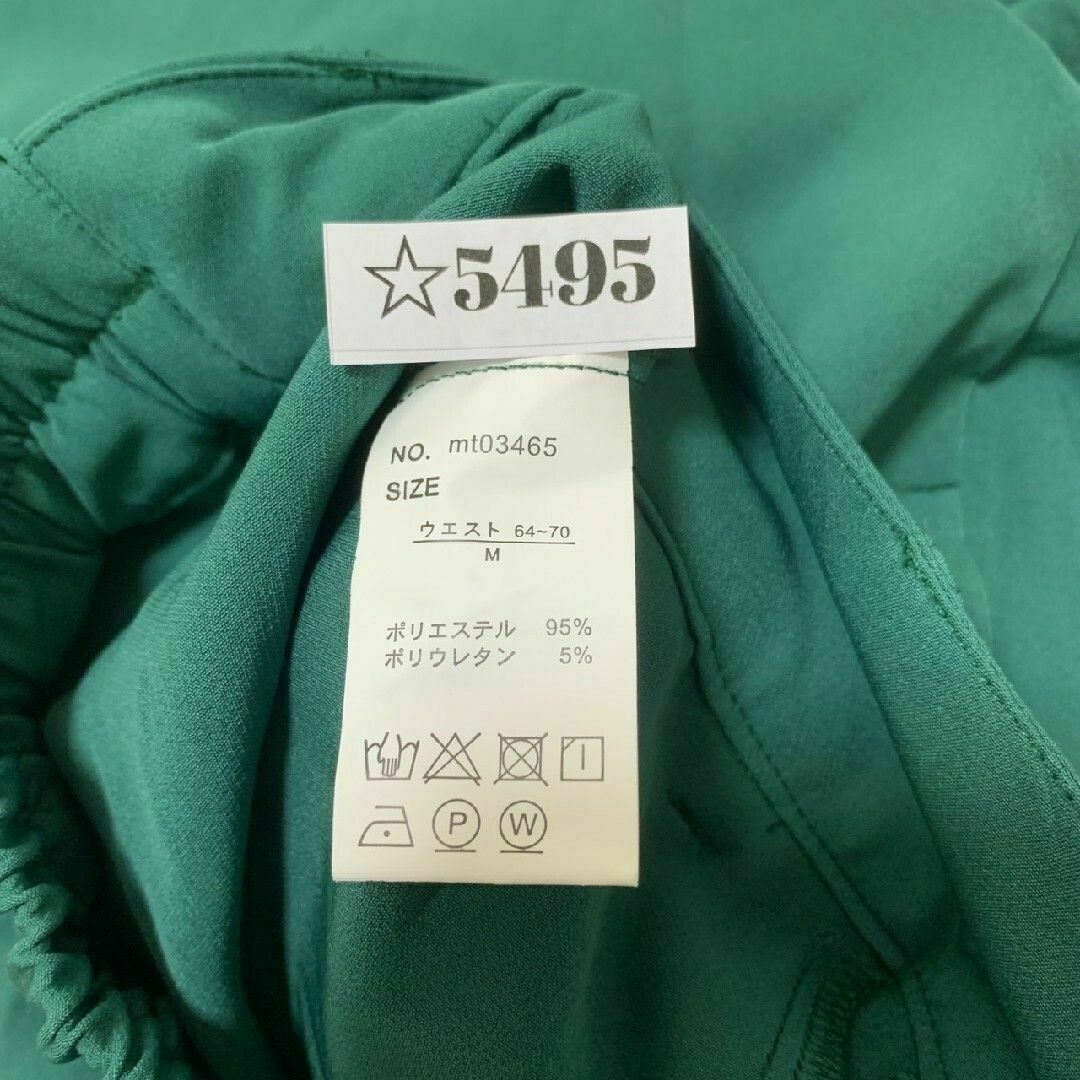 ☆5495
NO. mt03465
SIZE
ウエスト 64~70
M
ポリエステル 95%
ポリウレタン 5%
P W